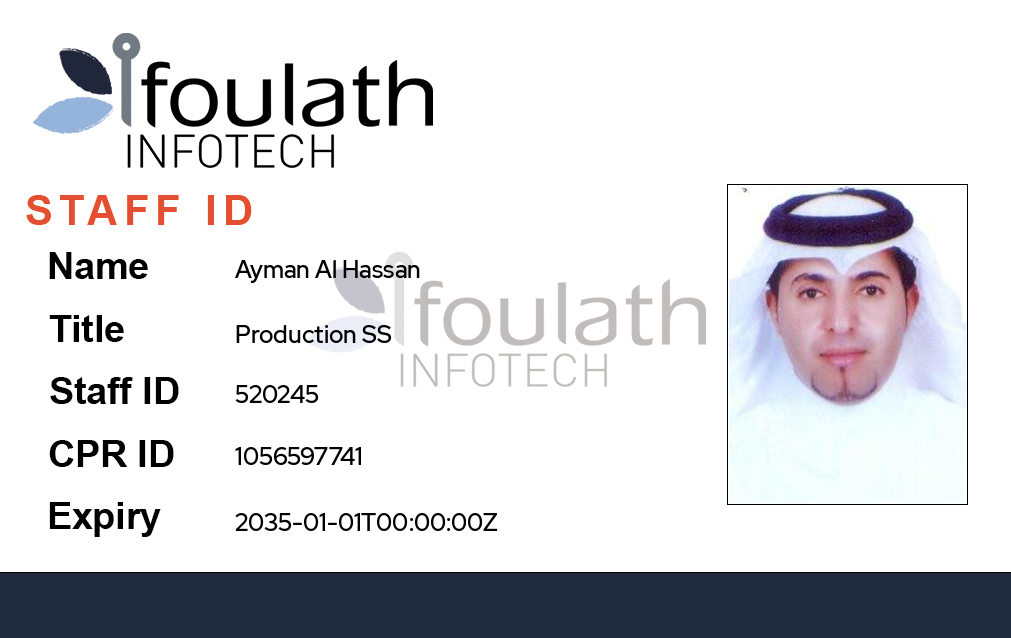 foulath
INFOTECH
STAFF ID
Name Ayman Al Hassan
Title Production SS
Staff ID 520245
CPR ID 1056597741
Expiry 2035-01-01T00:00:00Z
foulath
INFOTECH